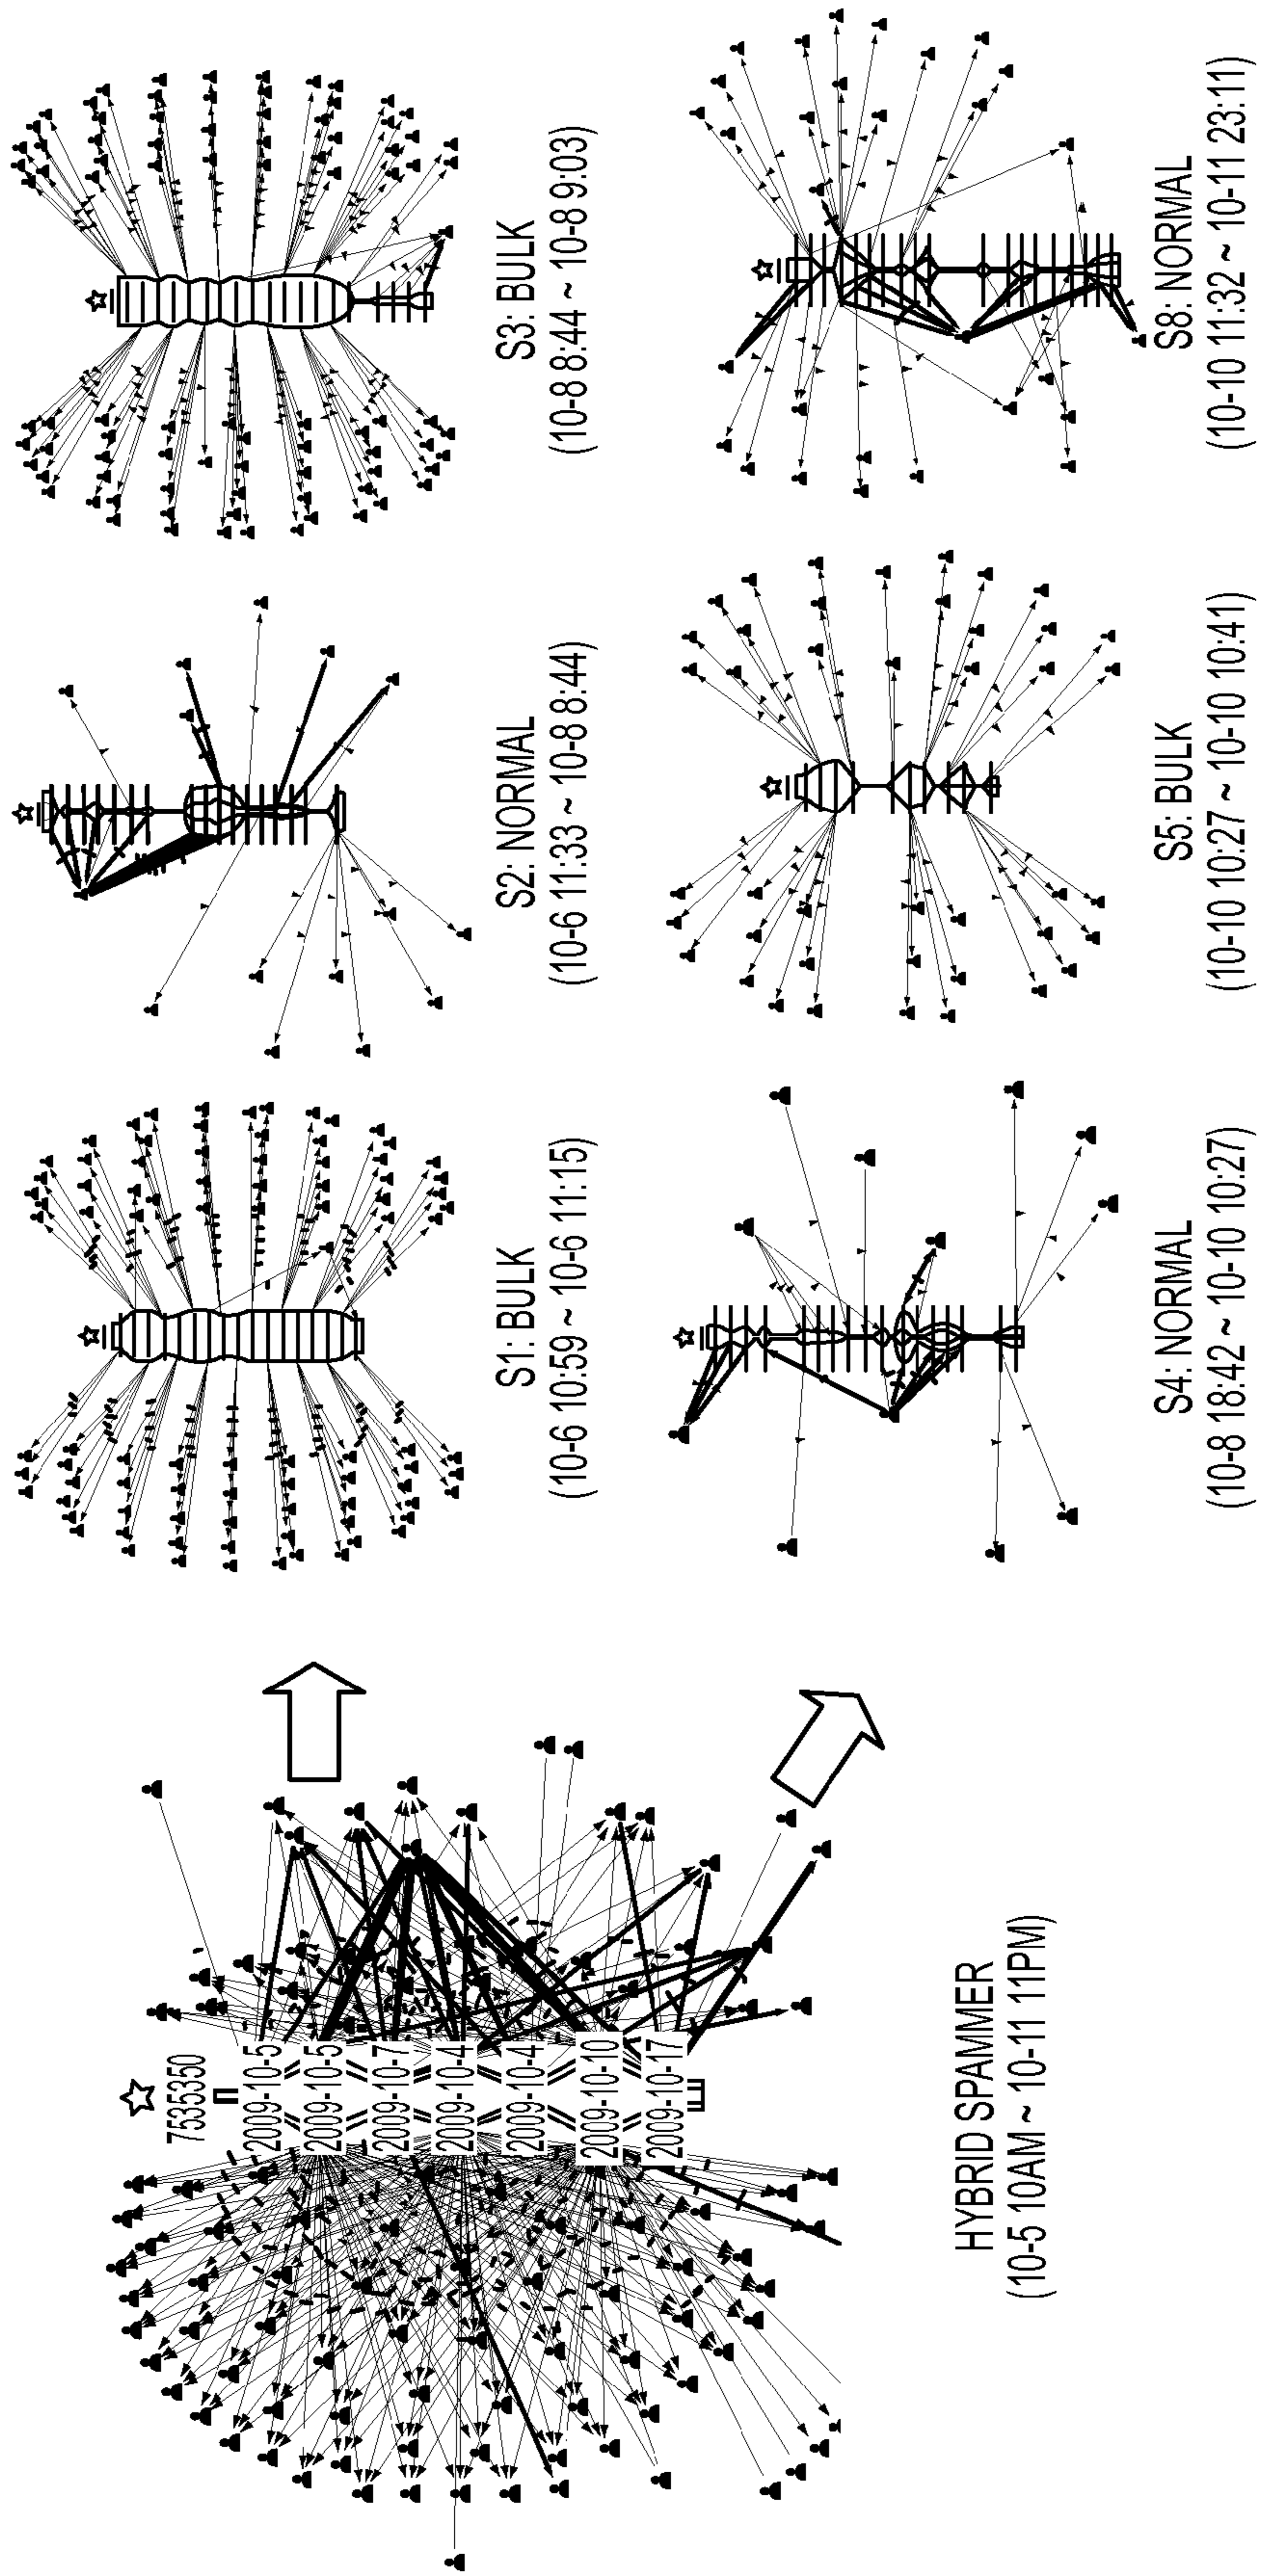 7535350
2009-10-5
2009-10-5
2009-10-7
2009-10-4
2009-10-4
2009-10-10
2009-10-17
HYBRID SPAMMER
(10-5 10AM ~ 10-11 11PM)
S1: BULK
(10-6 10:59 ~ 10-6 11:15)
S2: NORMAL
(10-6 11:33 ~ 10-8 8:44)
S3: BULK
(10-8 8:44 ~ 10-8 9:03)
S4: NORMAL
(10-8 18:42 ~ 10-10 10:27)
S5: BULK
(10-10 10:27 ~ 10-10 10:41)
S8: NORMAL
(10-10 11:32 ~ 10-11 23:11)